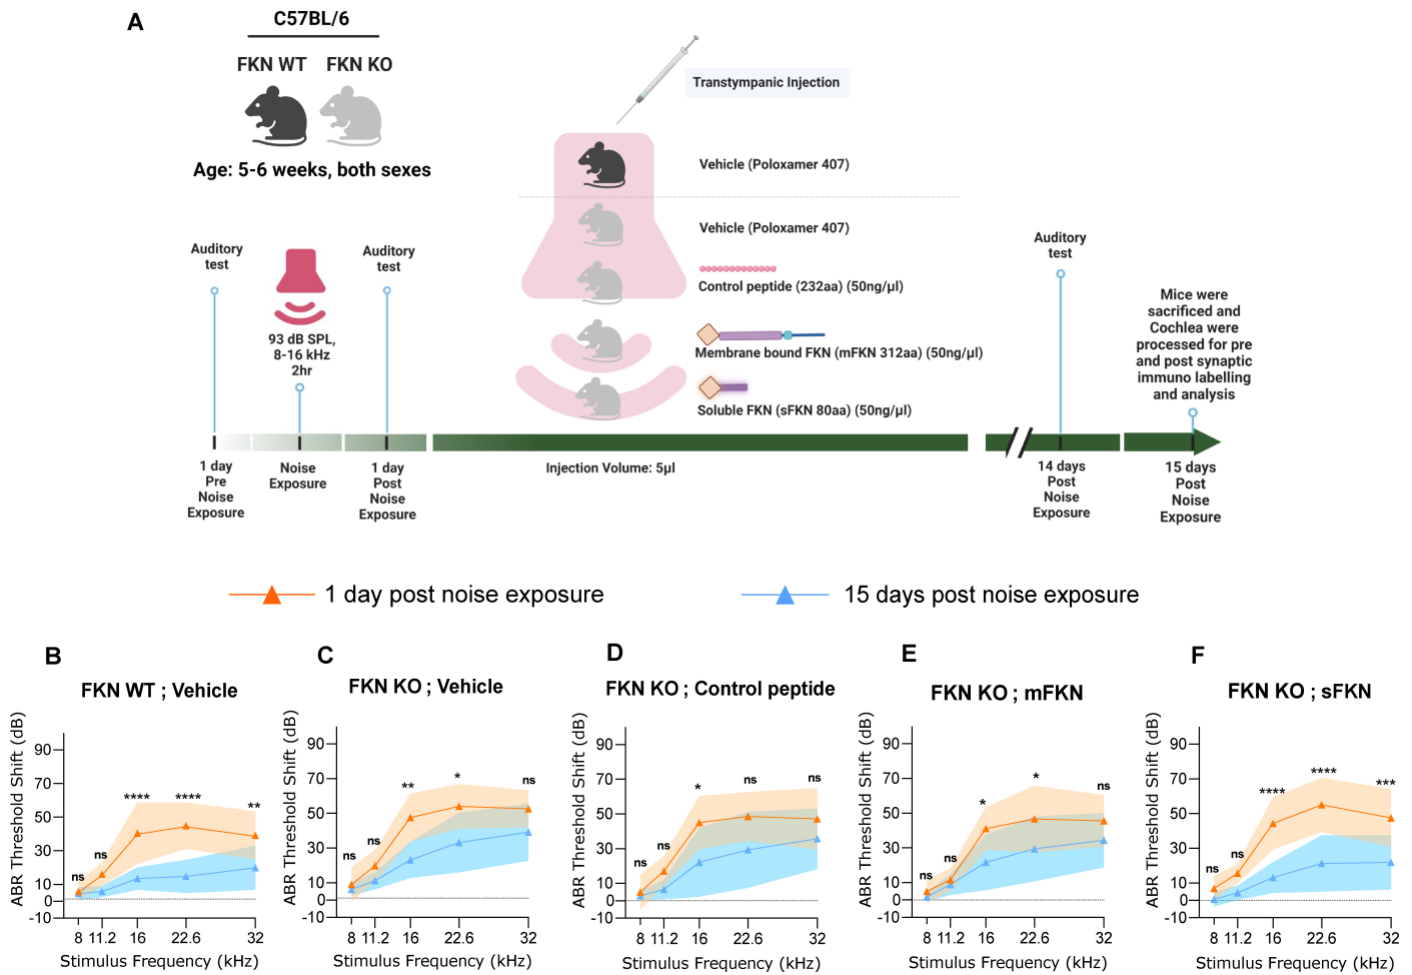 A
C57BL/6
FKN WT FKN KO
Age: 5-6 weeks, both sexes
Transtympanic Injection
Vehicle (Poloxamer 407)
Vehicle (Poloxamer 407)
Control peptide (232aa) (50ng/µl)
Membrane bound FKN (mFKN 312aa) (50ng/µl)
Soluble FKN (sFKN 80aa) (50ng/µl)
Auditory
test
93 dB SPL,
8-16 kHz
2hr
Auditory
test
Auditory
test
Mice were
sacrificed and
Cochlea were
processed for pre
and post synaptic
immuno labelling
and analysis
1 day
Pre
Noise
Exposure
Noise
Exposure
1 day
Post
Noise
Exposure
Injection Volume: 5µl
14 days
Post
Noise
Exposure
15 days
Post
Noise
Exposure
1 day post noise exposure
15 days post noise exposure
B
FKN WT ; Vehicle
ABR Threshold Shift (dB)
90
70
50
30
10
0
-10
ns
ns
****
****
**
8 11.2 16 22.6 32
Stimulus Frequency (kHz)
C
FKN KO ; Vehicle
ABR Threshold Shift (dB)
90
70
50
30
10
0
-10
ns
ns
**
*
ns
8 11.2 16 22.6 32
Stimulus Frequency (kHz)
D
FKN KO ; Control peptide
ABR Threshold Shift (dB)
90
70
50
30
10
0
-10
ns
ns
*
ns
ns
8 11.2 16 22.6 32
Stimulus Frequency (kHz)
E
FKN KO ; mFKN
ABR Threshold Shift (dB)
90
70
50
30
10
0
-10
ns
ns
*
*
ns
8 11.2 16 22.6 32
Stimulus Frequency (kHz)
F
FKN KO ; sFKN
ABR Threshold Shift (dB)
90
70
50
30
10
0
-10
ns
ns
****
****
***
8 11.2 16 22.6 32
Stimulus Frequency (kHz)